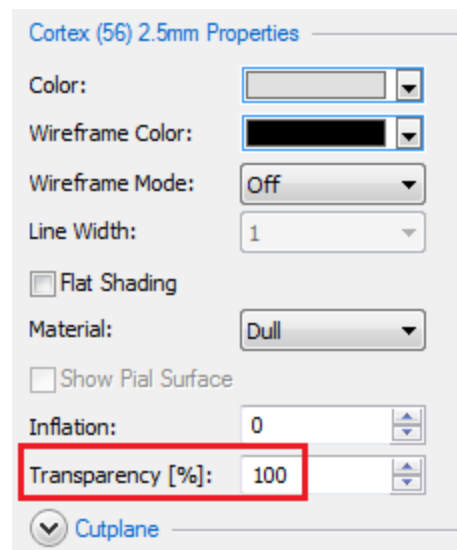 Cortex (56) 2.5mm Properties
Color:
Wireframe Color:
Wireframe Mode: Off
Line Width: 1
Flat Shading
Material: Dull
Show Pial Surface
Inflation: 0
Transparency [%]: 100
Cutplane